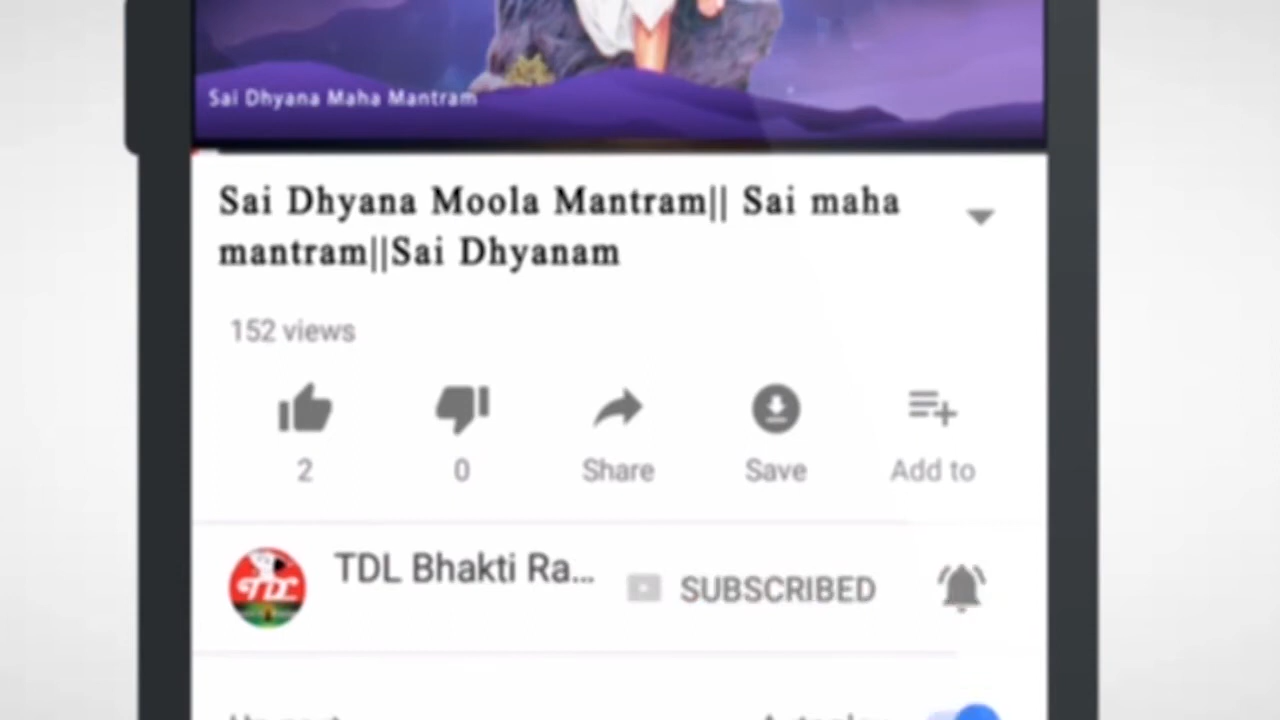 Sai Dhyana Maha Mantram
Sai Dhyana Moola Mantram|| Sai maha
mantram||Sai Dhyanam
152 views
2 0 Share Save Add to
TDL
TDL Bhakti Ra... SUBSCRIBED